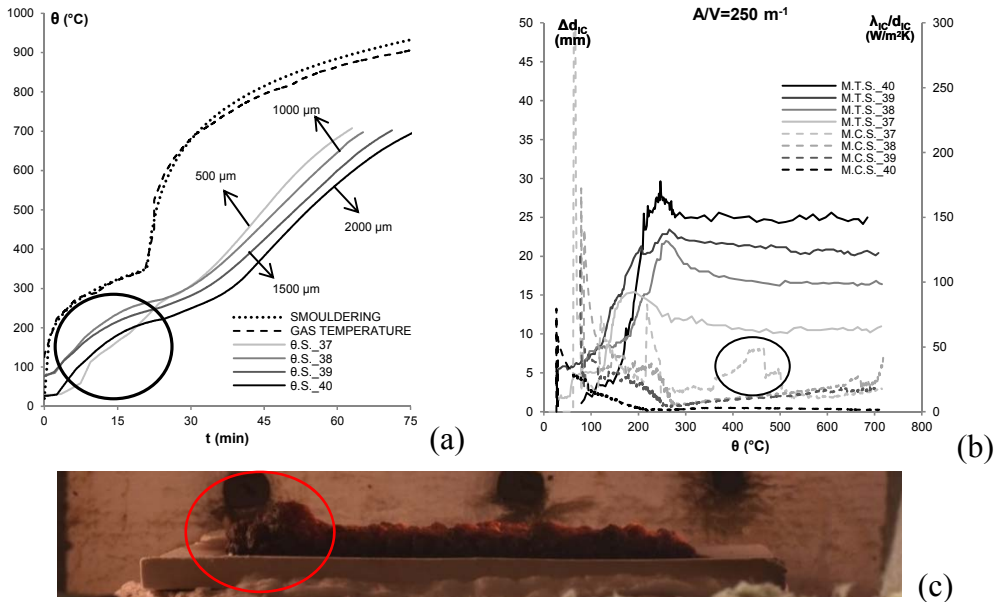 1000
900
800
700
600
500
400
300
200
100
0
θ (°C)
1000 µm
500 µm
2000 µm
1500 µm
SMOULDERING
GAS TEMPERATURE
θ.S._37
θ.S._38
θ.S._39
θ.S._40
0 15 30 45 60 75
t (min)
(a)
A/V=250 m⁻¹
Δd_IC
(mm)
λ_IC/d_IC
(W/m²K)
50
45
40
35
30
25
20
15
10
5
0
300
250
200
150
100
50
0
M.T.S._40
M.T.S._39
M.T.S._38
M.T.S._37
M.C.S._37
M.C.S._38
M.C.S._39
M.C.S._40
0 100 200 300 400 500 600 700 800
θ (°C)
(b)
(c)